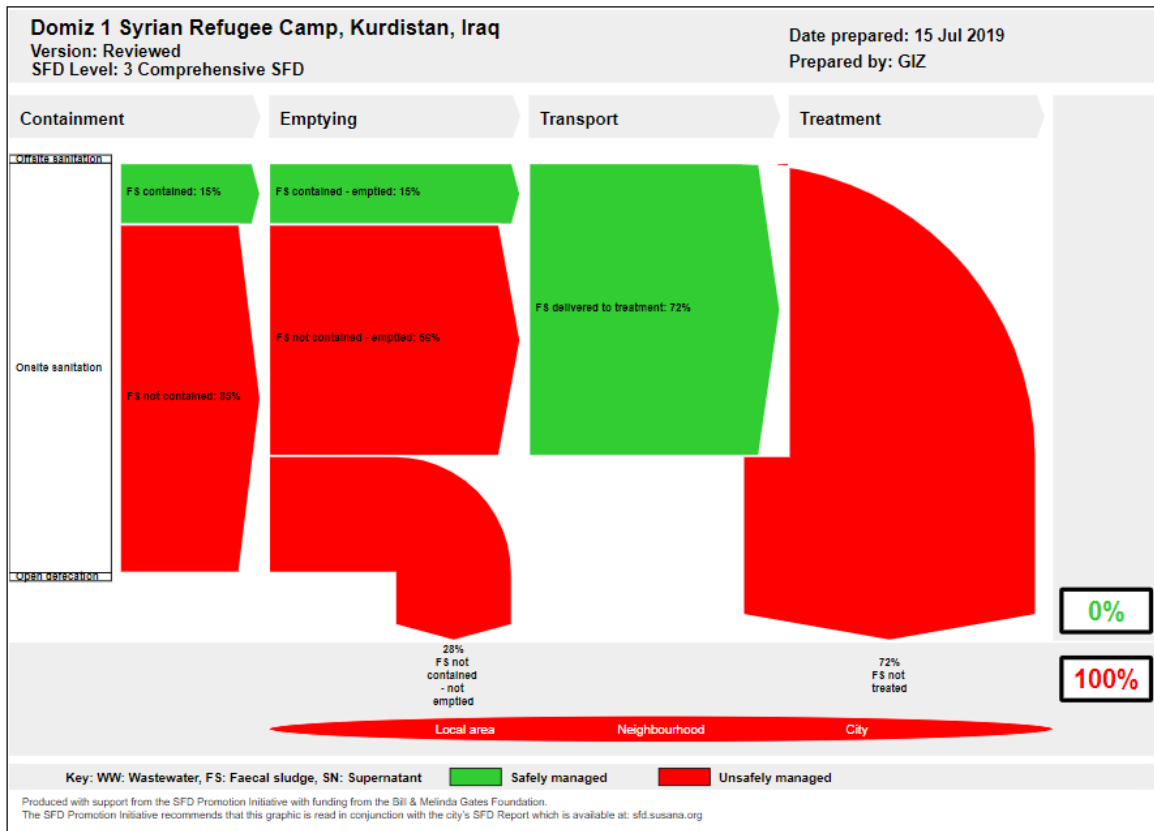 Domiz 1 Syrian Refugee Camp, Kurdistan, Iraq
Version: Reviewed
SFD Level: 3 Comprehensive SFD
Date prepared: 15 Jul 2019
Prepared by: GIZ
Containment
Emptying
Transport
Treatment
Offsite sanitation
FS contained: 15%
FS contained - emptied: 15%
FS delivered to treatment: 72%
FS not contained - emptied: 56%
Onsite sanitation
FS not contained: 85%
Open defecation
0%
28%
FS not
contained
- not
emptied
72%
FS not
treated
100%
Local area
Neighbourhood
City
Key: WW: Wastewater, FS: Faecal sludge, SN: Supernatant
Safely managed
Unsafely managed
Produced with support from the SFD Promotion Initiative with funding from the Bill & Melinda Gates Foundation.
The SFD Promotion Initiative recommends that this graphic is read in conjunction with the city's SFD Report which is available at: sfd.susana.org